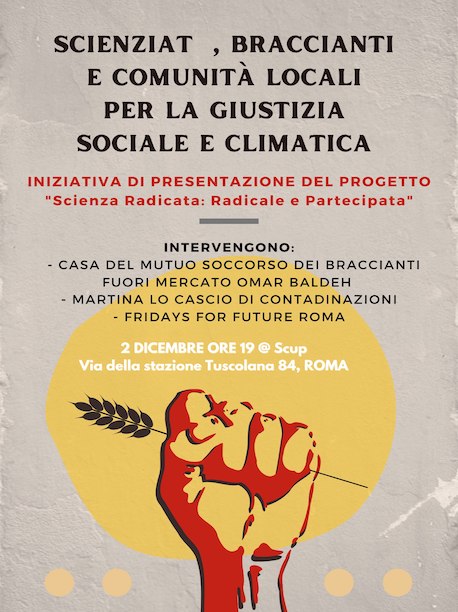 SCIENZIAT , BRACCIANTI
E COMUNITÀ LOCALI
PER LA GIUSTIZIA
SOCIALE E CLIMATICA
INIZIATIVA DI PRESENTAZIONE DEL PROGETTO
"Scienza Radicata: Radicale e Partecipata"
INTERVENGONO:
- CASA DEL MUTUO SOCCORSO DEI BRACCIANTI
FUORI MERCATO OMAR BALDEH
- MARTINA LO CASCIO DI CONTADINAZIONI
- FRIDAYS FOR FUTURE ROMA
2 DICEMBRE ORE 19 @ Scup
Via della stazione Tuscolana 84, ROMA